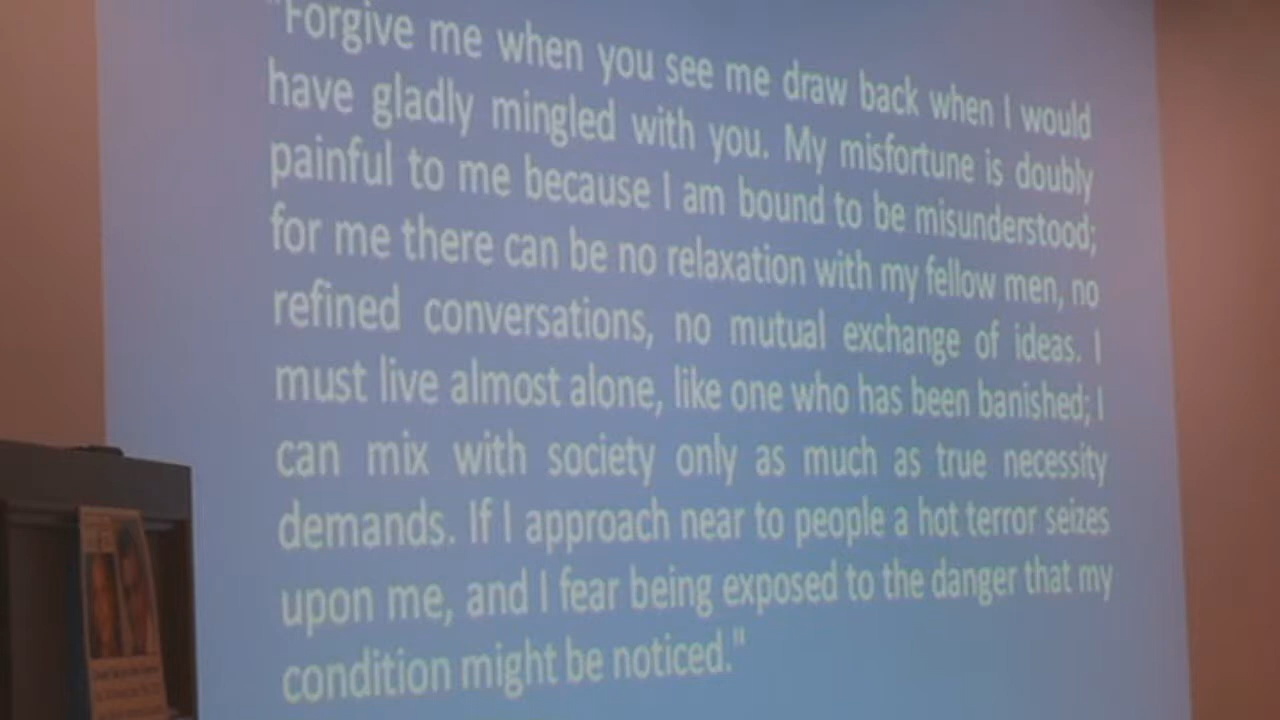 "Forgive me when you see me draw back when I would
have gladly mingled with you. My misfortune is doubly
painful to me because I am bound to be misunderstood;
for me there can be no relaxation with my fellow men, no
refined conversations, no mutual exchange of ideas. I
must live almost alone, like one who has been banished; I
can mix with society only as much as true necessity
demands. If I approach near to people a hot terror seizes
upon me, and I fear being exposed to the danger that my
condition might be noticed."